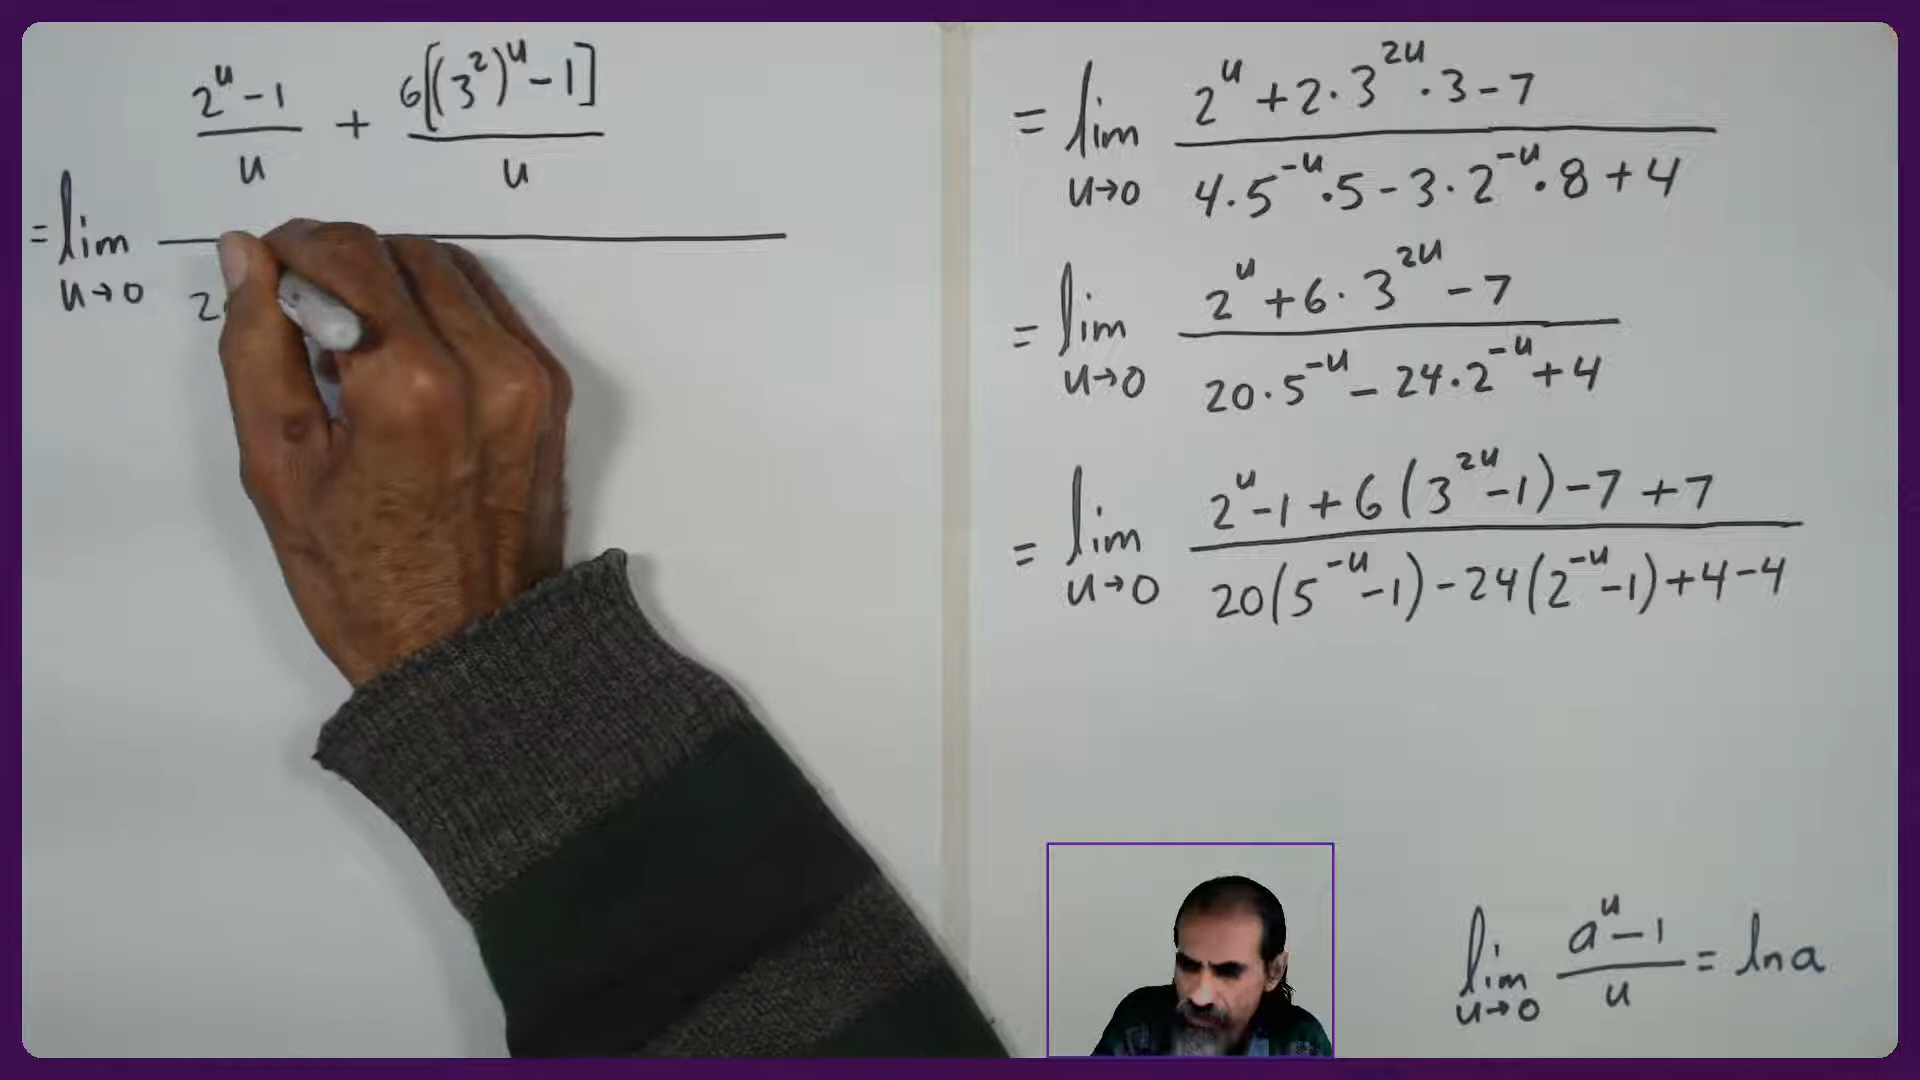 2^u - 1 / u + 6[(3^2)^u - 1] / u
= lim u→0
2
= lim u→0 2^u + 2 · 3^{2u} · 3 - 7 / 4 · 5^{-u} · 5 - 3 · 2^{-u} · 8 + 4
= lim u→0 2^u + 6 · 3^{2u} - 7 / 20 · 5^{-u} - 24 · 2^{-u} + 4
= lim u→0 2^u - 1 + 6(3^{2u} - 1) - 7 + 7 / 20(5^{-u} - 1) - 24(2^{-u} - 1) + 4 - 4
lim u→0 a^u - 1 / u = ln a